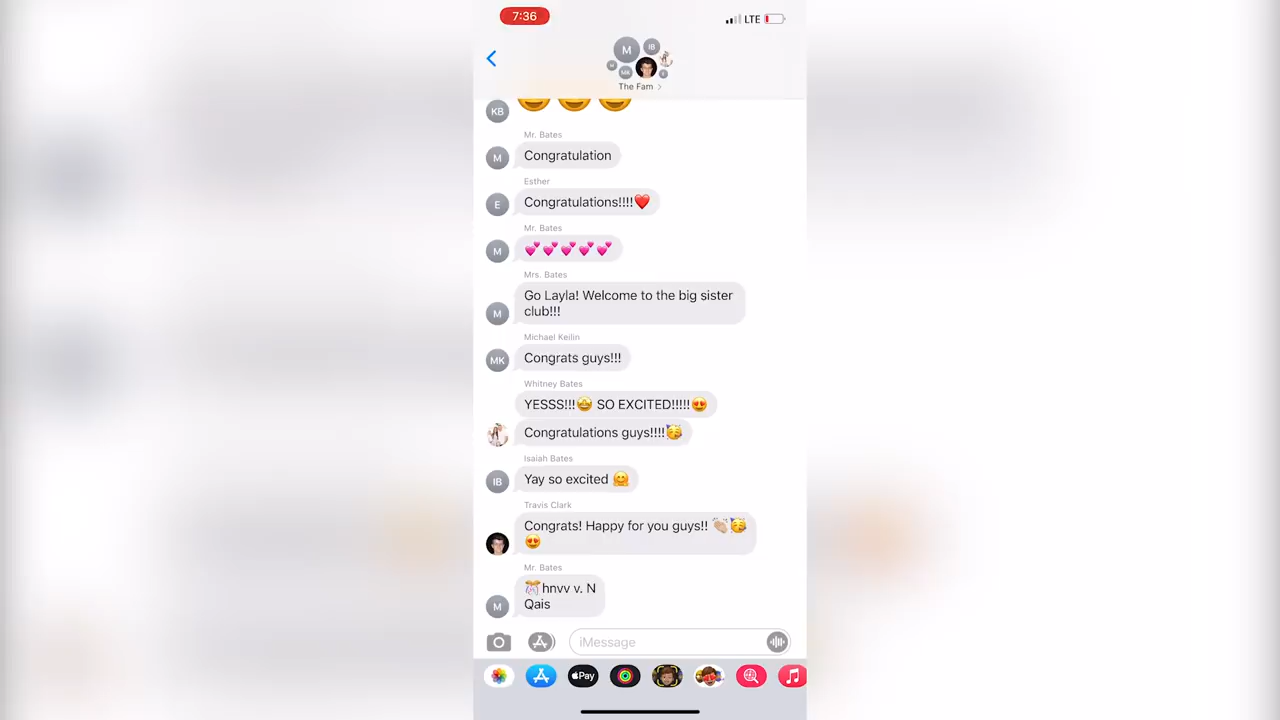 7:36
LTE
M
IB
The Fam
KB
Mr. Bates
M
Congratulation
Esther
E
Congratulations!!!!❤️
Mr. Bates
M
💕💕💕💕💕
Mrs. Bates
Go Layla! Welcome to the big sister
club!!!
M
Michael Keilin
MK
Congrats guys!!!
Whitney Bates
YESSS!!!🤩 SO EXCITED!!!!!😍
Congratulations guys!!!!🥳
Isaiah Bates
IB
Yay so excited 🤗
Travis Clark
Congrats! Happy for you guys!! 👏🏼🥳
😍
Mr. Bates
🎊hnvv v. N
Qais
M
iMessage
Pay